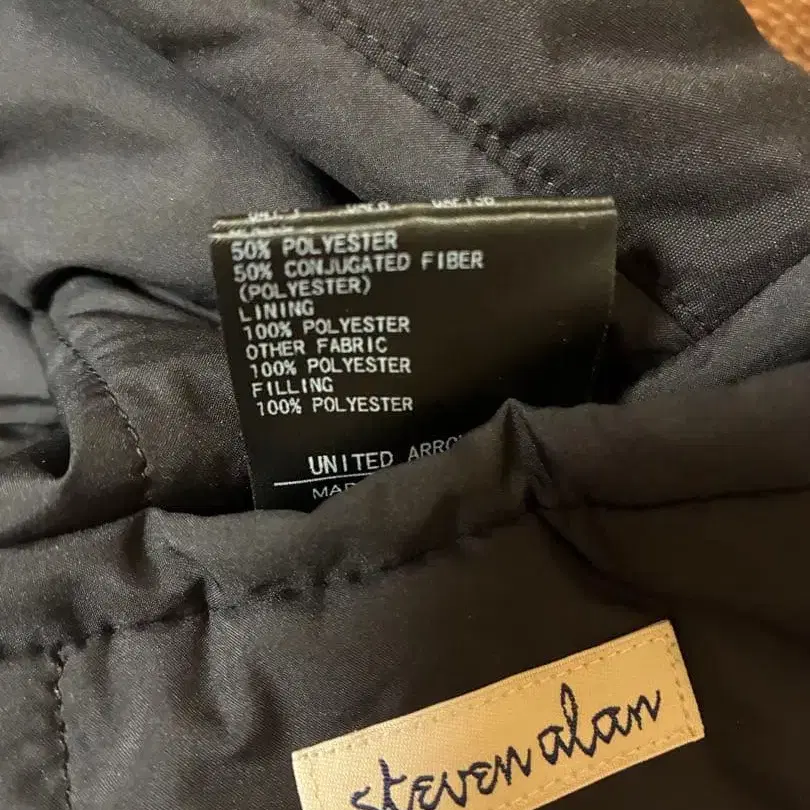 50% POLYESTER
50% CONJUGATED FIBER
(POLYESTER)
LINING
100% POLYESTER
OTHER FABRIC
100% POLYESTER
FILLING
100% POLYESTER
UNITED
steven alan